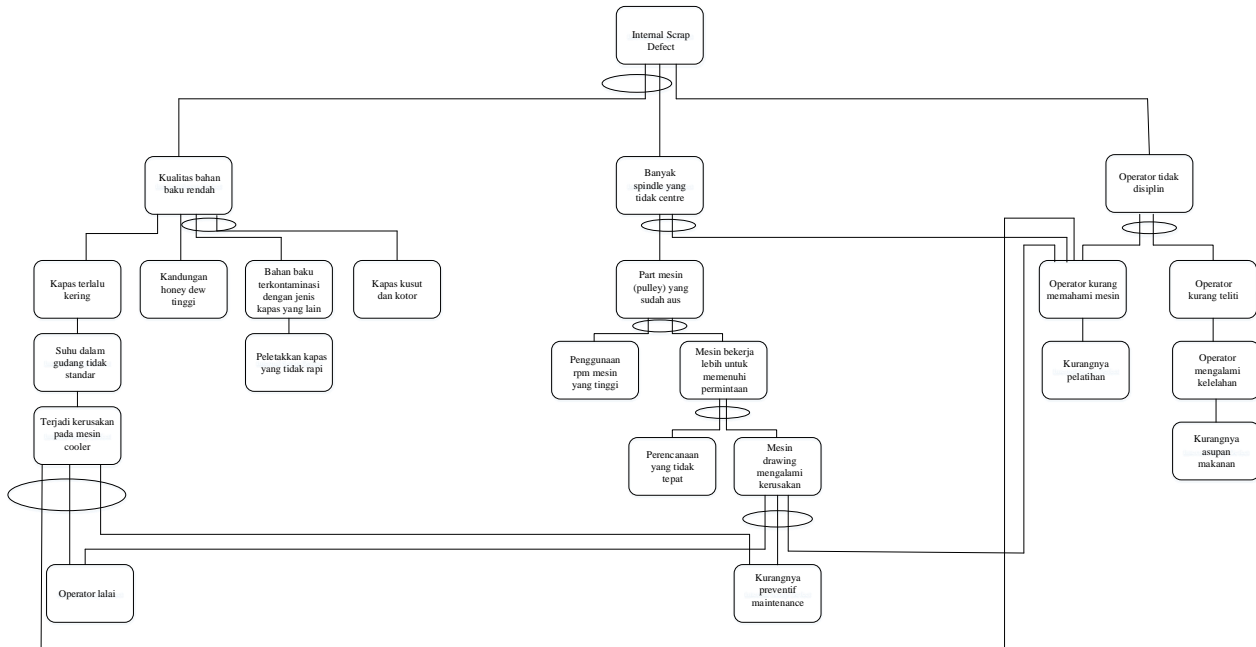 Internal Scrap
Defect
Kualitas bahan
baku rendah
Banyak
spindle yang
tidak centre
Operator tidak
disiplin
Kapas terlalu
kering
Kandungan
honey dew
tinggi
Bahan baku
terkontaminasi
dengan jenis
kapas yang lain
Kapas kusut
dan kotor
Part mesin
(pulley) yang
sudah aus
Operator kurang
memahami mesin
Operator
kurang teliti
Suhu dalam
gudang tidak
standar
Peletakkan kapas
yang tidak rapi
Penggunaan
rpm mesin
yang tinggi
Mesin bekerja
lebih untuk
memenuhi
permintaan
Kurangnya
pelatihan
Operator
mengalami
kelelahan
Terjadi kerusakan
pada mesin
cooler
Perencanaan
yang tidak
tepat
Mesin
drawing
mengalami
kerusakan
Kurangnya
asupan
makanan
Operator lalai
Kurangnya
preventif
maintenance